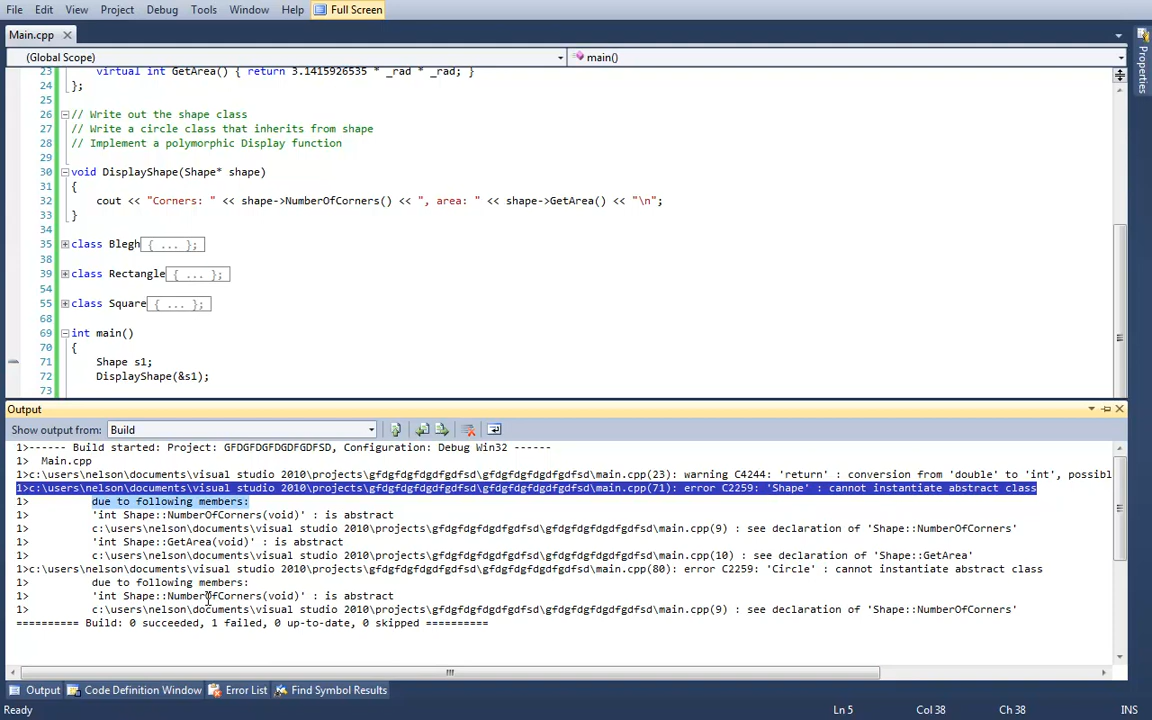 File Edit View Project Debug Tools Window Help Full Screen
Main.cpp
(Global Scope) main()
23 virtual int GetArea() { return 3.1415926535 * _rad * _rad; }
24 };
25
26 // Write out the shape class
27 // Write a circle class that inherits from shape
28 // Implement a polymorphic Display function
29
30 void DisplayShape(Shape* shape)
31 {
32 cout << "Corners: " << shape->NumberOfCorners() << ", area: " << shape->GetArea() << "\n";
33 }
34
35 class Blegh{ ... };
38
39 class Rectangle{ ... };
54
55 class Square{ ... };
68
69 int main()
70 {
71 Shape s1;
72 DisplayShape(&s1);
73
Properties
Output
Show output from: Build
1>------ Build started: Project: GFDGFDGFDGDFGDFSD, Configuration: Debug Win32 ------
1> Main.cpp
1>c:\users\nelson\documents\visual studio 2010\projects\gfdgfdgfdgdfgdfsd\main.cpp(23): warning C4244: 'return' : conversion from 'double' to 'int', possibl
1>c:\users\nelson\documents\visual studio 2010\projects\gfdgfdgfdgdfgdfsd\main.cpp(71): error C2259: 'Shape' : cannot instantiate abstract class
1> due to following members:
1> 'int Shape::NumberOfCorners(void)' : is abstract
1> c:\users\nelson\documents\visual studio 2010\projects\gfdgfdgfdgdfgdfsd\main.cpp(9) : see declaration of 'Shape::NumberOfCorners'
1> 'int Shape::GetArea(void)' : is abstract
1> c:\users\nelson\documents\visual studio 2010\projects\gfdgfdgfdgdfgdfsd\main.cpp(10) : see declaration of 'Shape::GetArea'
1>c:\users\nelson\documents\visual studio 2010\projects\gfdgfdgfdgdfgdfsd\main.cpp(80): error C2259: 'Circle' : cannot instantiate abstract class
1> due to following members:
1> 'int Shape::NumberOfCorners(void)' : is abstract
1> c:\users\nelson\documents\visual studio 2010\projects\gfdgfdgfdgdfgdfsd\main.cpp(9) : see declaration of 'Shape::NumberOfCorners'
========== Build: 0 succeeded, 1 failed, 0 up-to-date, 0 skipped ==========
Output Code Definition Window Error List Find Symbol Results
Ready Ln 5 Col 38 Ch 38 INS